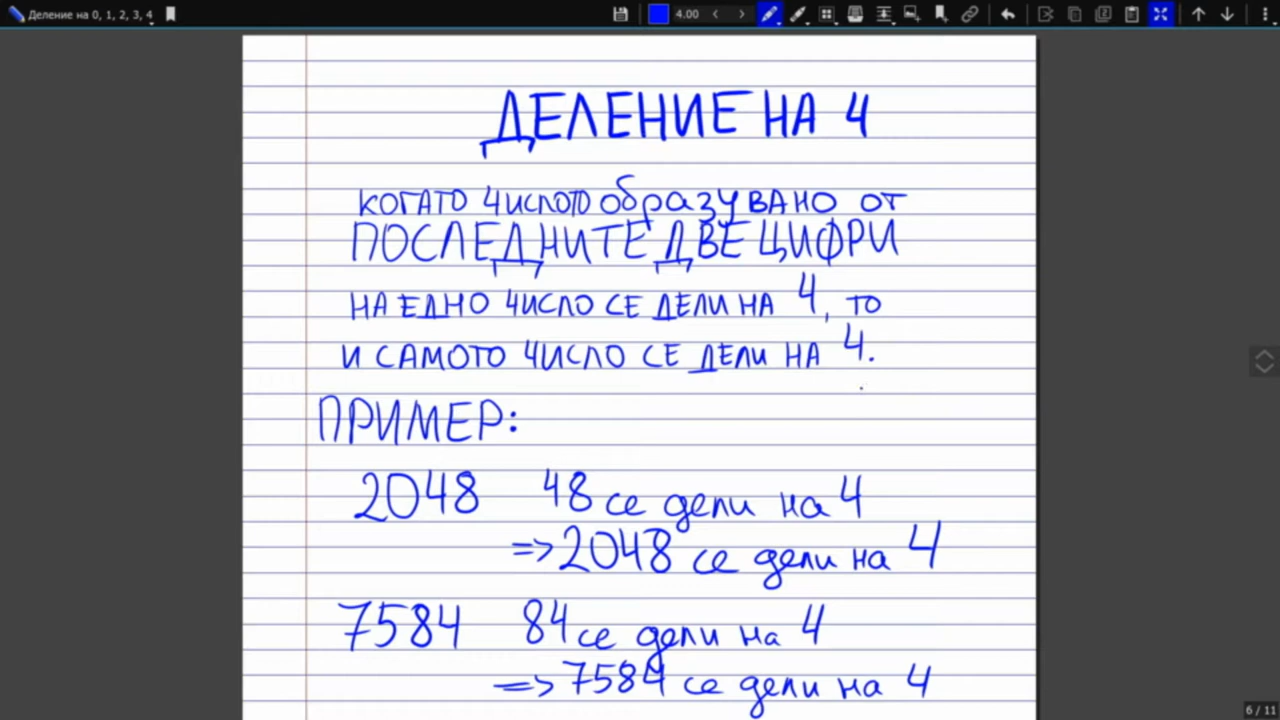 Деление на 0, 1, 2, 3, 4
4.00
ДЕЛЕНИЕ НА 4
КОГАТО ЧИСЛОТО ОБРАЗУВАНО ОТ
ПОСЛЕДНИТЕ ДВЕ ЦИФРИ
НА ЕДНО ЧИСЛО СЕ ДЕЛИ НА 4, ТО
И САМОТО ЧИСЛО СЕ ДЕЛИ НА 4.
ПРИМЕР:
2048 48 се дели на 4
=> 2048 се дели на 4
7584 84 се дели на 4
=> 7584 се дели на 4
6 / 11